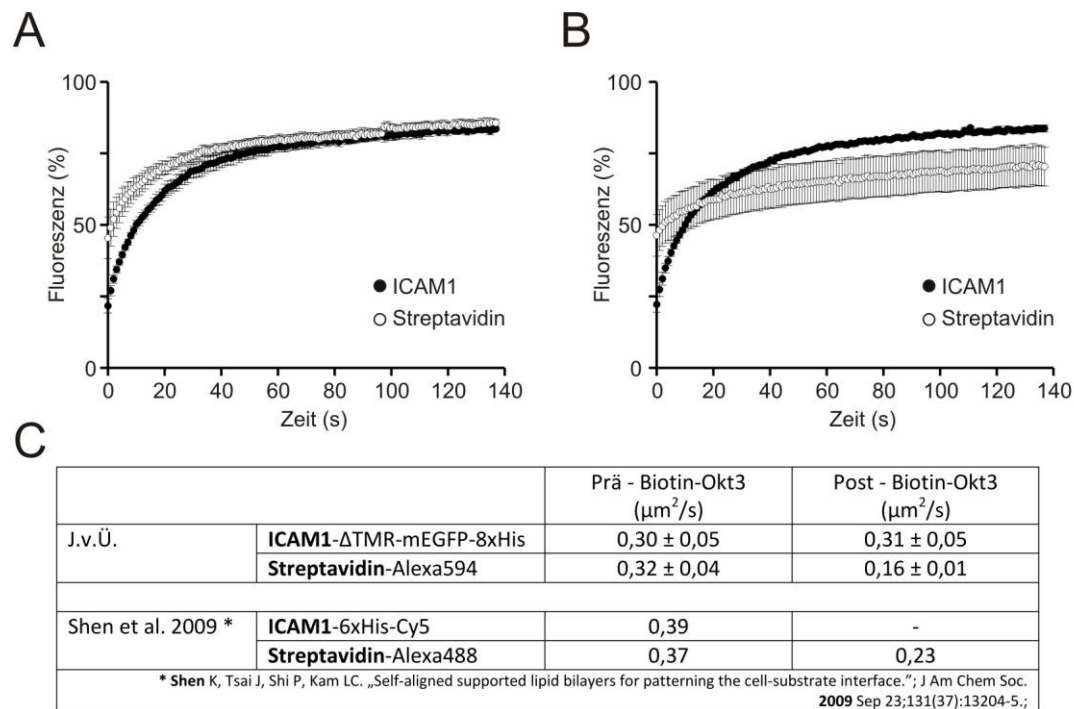 A
100
50
0
Fluoreszenz (%)
ICAM1
Streptavidin
0 20 40 60 80 100 120 140
Zeit (s)
B
100
50
0
Fluoreszenz (%)
ICAM1
Streptavidin
0 20 40 60 80 100 120 140
Zeit (s)
C
Prä - Biotin-Okt3 (µm²/s)
Post - Biotin-Okt3 (µm²/s)
J.v.Ü. ICAM1-ΔTMR-mEGFP-8xHis 0,30 ± 0,05 0,31 ± 0,05
Streptavidin-Alexa594 0,32 ± 0,04 0,16 ± 0,01
Shen et al. 2009 * ICAM1-6xHis-Cy5 0,39 -
Streptavidin-Alexa488 0,37 0,23
* Shen K, Tsai J, Shi P, Kam LC. „Self-aligned supported lipid bilayers for patterning the cell-substrate interface.”; J Am Chem Soc.
2009 Sep 23;131(37):13204-5.;